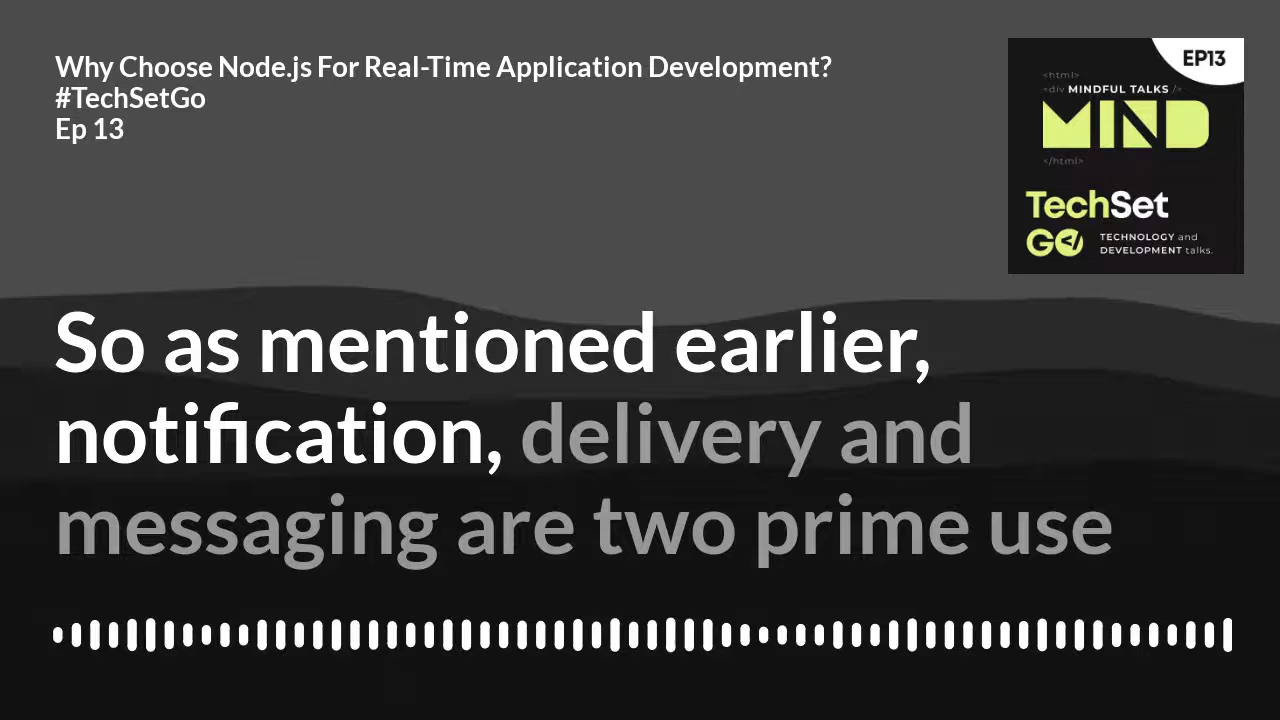 Why Choose Node.js For Real-Time Application Development?
#TechSetGo
Ep 13
EP13
<html>
<div MINDFUL TALKS />
MIND
</html>
TechSet
GO
TECHNOLOGY and
DEVELOPMENT talks.
So as mentioned earlier,
notification, delivery and
messaging are two prime use